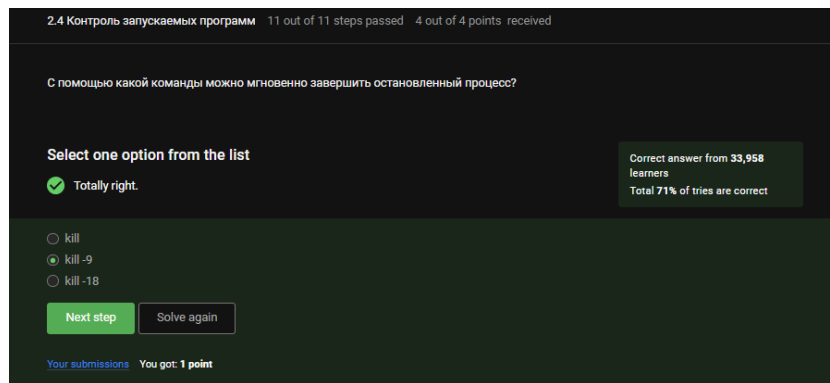 2.4 Контроль запускаемых программ 11 out of 11 steps passed 4 out of 4 points received
С помощью какой команды можно мгновенно завершить остановленный процесс?
Select one option from the list
Totally right.
Correct answer from 33,958
learners
Total 71% of tries are correct
kill
kill -9
kill -18
Next step Solve again
Your submissions You got: 1 point